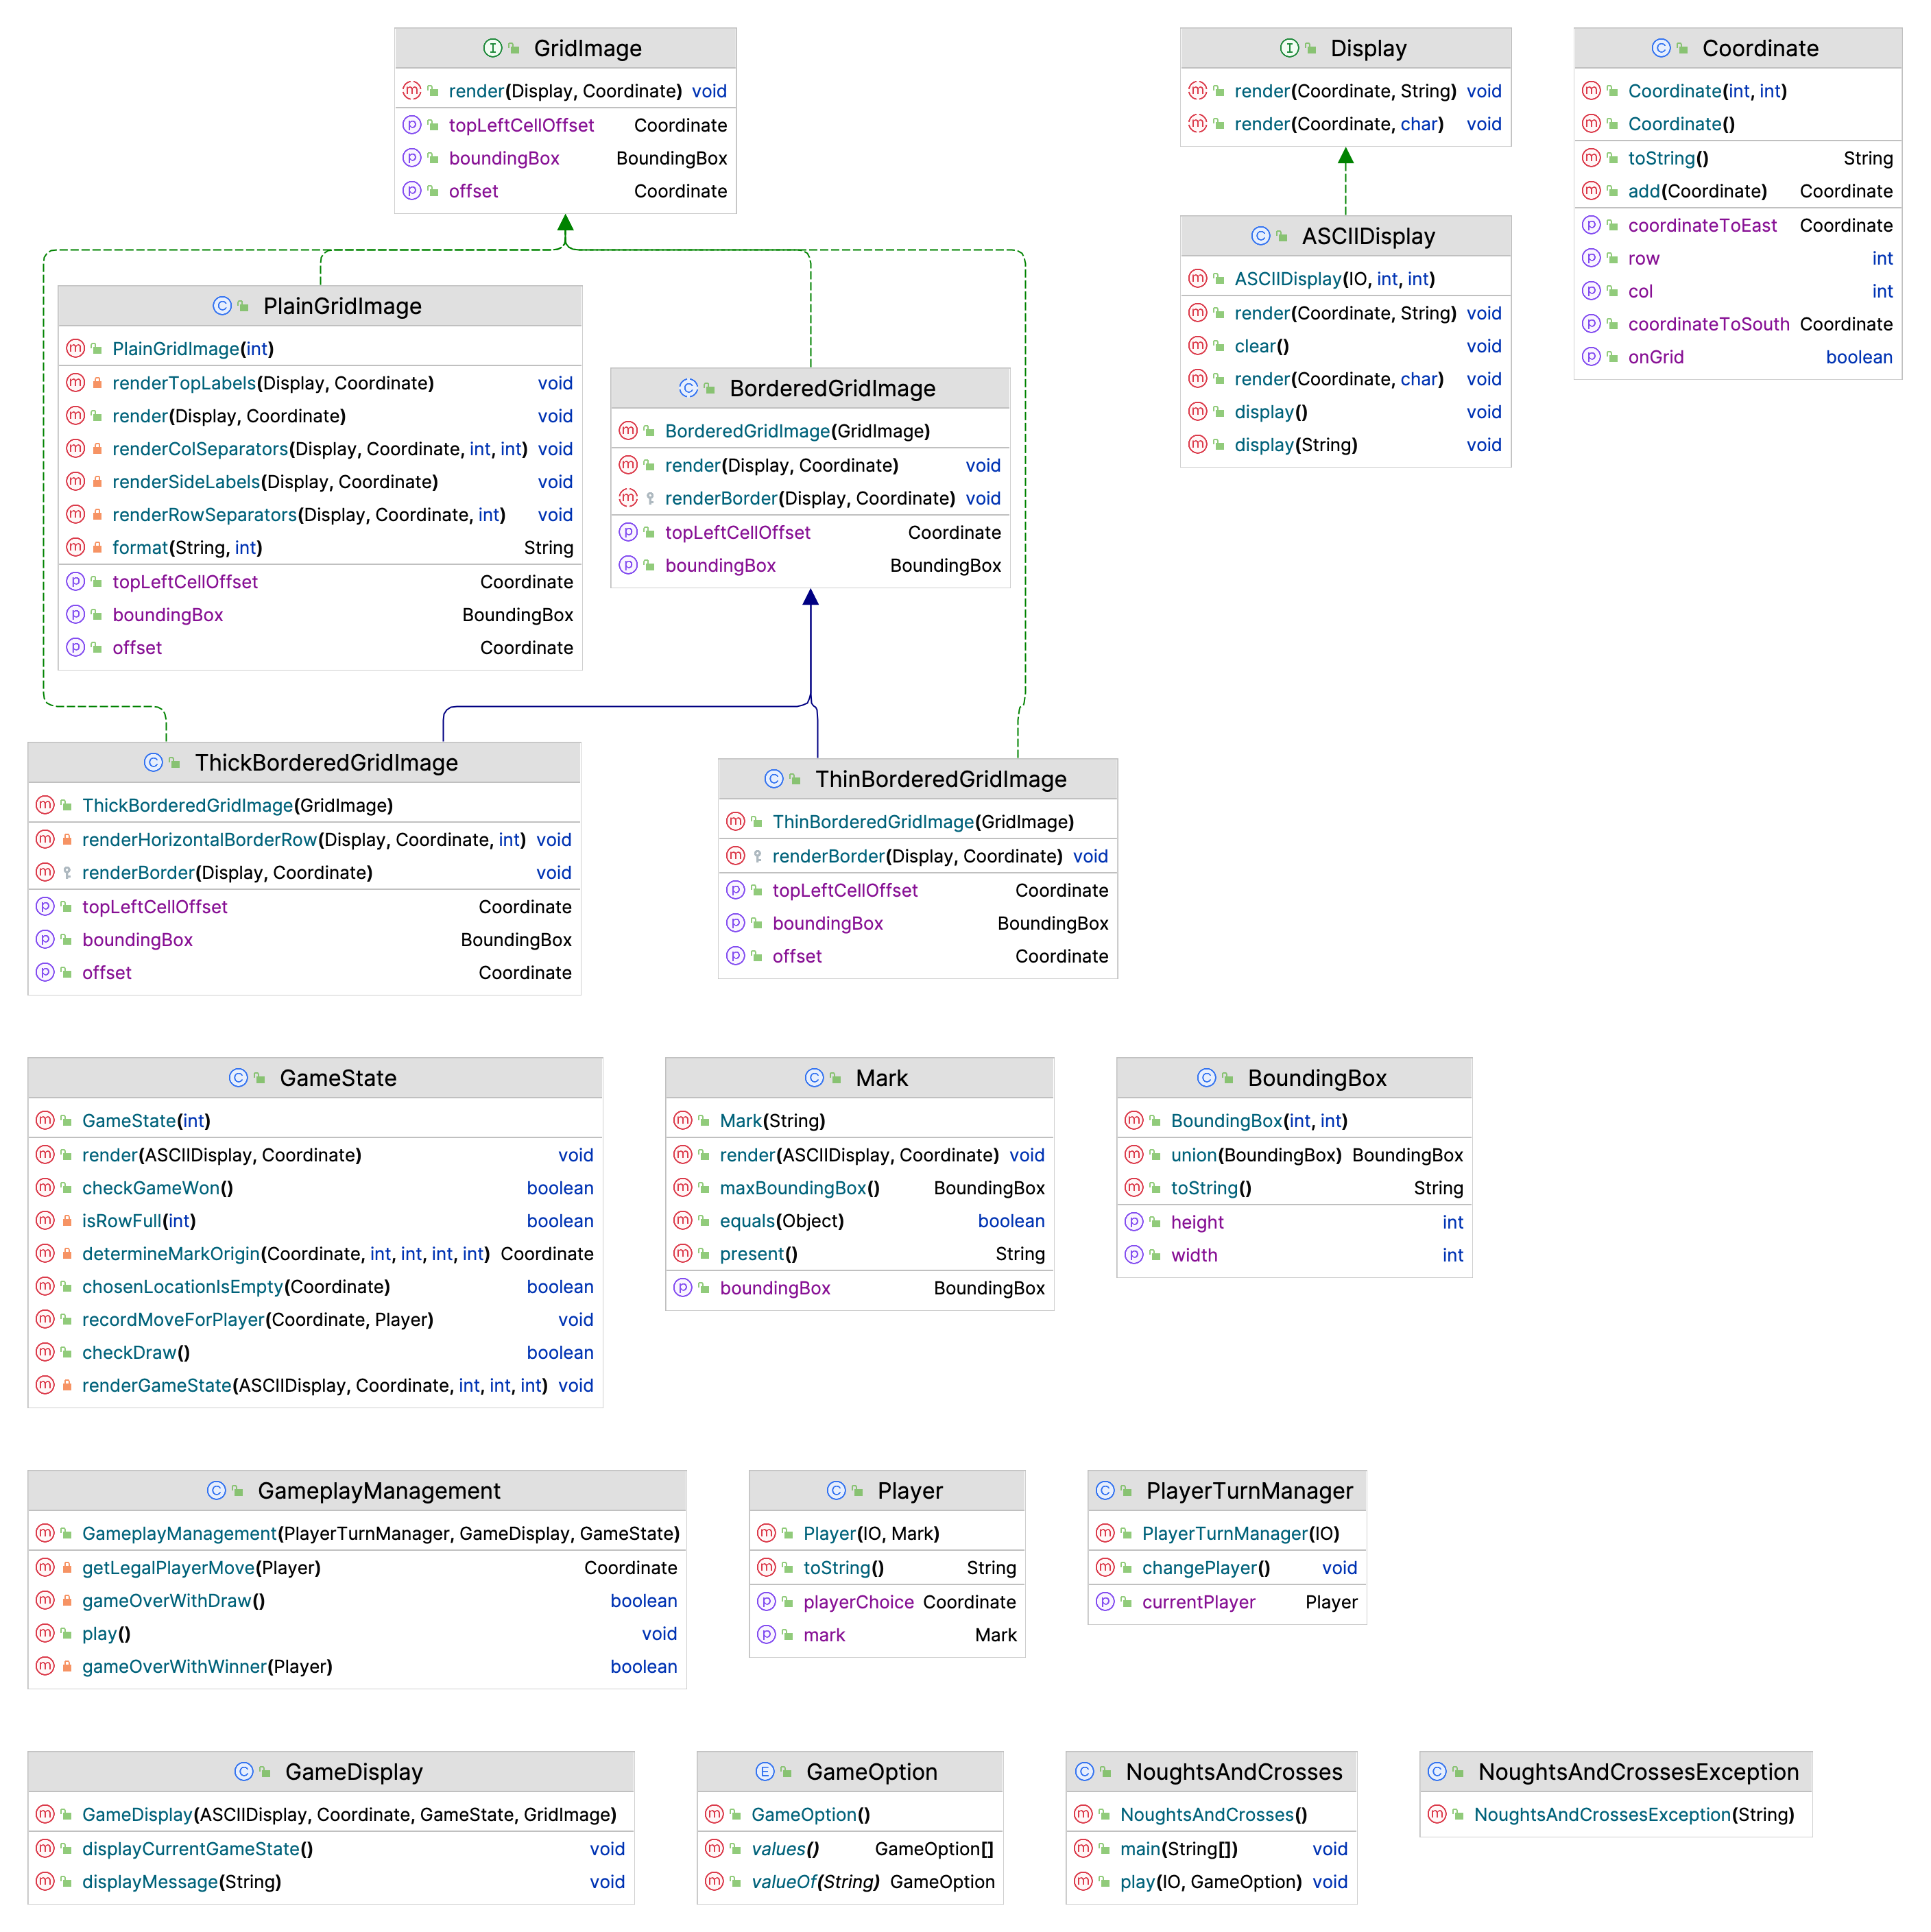 GridImage
render(Display, Coordinate) void
topLeftCellOffset Coordinate
boundingBox BoundingBox
offset Coordinate
Display
render(Coordinate, String) void
render(Coordinate, char) void
Coordinate
Coordinate(int, int)
Coordinate()
toString() String
add(Coordinate) Coordinate
coordinateToEast Coordinate
row int
col int
coordinateToSouth Coordinate
onGrid boolean
ASCIIDisplay
ASCIIDisplay(IO, int, int)
render(Coordinate, String) void
clear() void
render(Coordinate, char) void
display() void
display(String) void
PlainGridImage
PlainGridImage(int)
renderTopLabels(Display, Coordinate) void
render(Display, Coordinate) void
renderColSeparators(Display, Coordinate, int, int) void
renderSideLabels(Display, Coordinate) void
renderRowSeparators(Display, Coordinate, int) void
format(String, int) String
topLeftCellOffset Coordinate
boundingBox BoundingBox
offset Coordinate
BorderedGridImage
BorderedGridImage(GridImage)
render(Display, Coordinate) void
renderBorder(Display, Coordinate) void
topLeftCellOffset Coordinate
boundingBox BoundingBox
ThickBorderedGridImage
ThickBorderedGridImage(GridImage)
renderHorizontalBorderRow(Display, Coordinate, int) void
renderBorder(Display, Coordinate) void
topLeftCellOffset Coordinate
boundingBox BoundingBox
offset Coordinate
ThinBorderedGridImage
ThinBorderedGridImage(GridImage)
renderBorder(Display, Coordinate) void
topLeftCellOffset Coordinate
boundingBox BoundingBox
offset Coordinate
GameState
GameState(int)
render(ASCIIDisplay, Coordinate) void
checkGameWon() boolean
isRowFull(int) boolean
determineMarkOrigin(Coordinate, int, int, int, int) Coordinate
chosenLocationIsEmpty(Coordinate) boolean
recordMoveForPlayer(Coordinate, Player) void
checkDraw() boolean
renderGameState(ASCIIDisplay, Coordinate, int, int, int) void
Mark
Mark(String)
render(ASCIIDisplay, Coordinate) void
maxBoundingBox() BoundingBox
equals(Object) boolean
present() String
boundingBox BoundingBox
BoundingBox
BoundingBox(int, int)
union(BoundingBox) BoundingBox
toString() String
height int
width int
GameplayManagement
GameplayManagement(PlayerTurnManager, GameDisplay, GameState)
getLegalPlayerMove(Player) Coordinate
gameOverWithDraw() boolean
play() void
gameOverWithWinner(Player) boolean
Player
Player(IO, Mark)
toString() String
playerChoice Coordinate
mark Mark
PlayerTurnManager
PlayerTurnManager(IO)
changePlayer() void
currentPlayer Player
GameDisplay
GameDisplay(ASCIIDisplay, Coordinate, GameState, GridImage)
displayCurrentGameState() void
displayMessage(String) void
GameOption
GameOption()
values() GameOption[]
valueOf(String) GameOption
NoughtsAndCrosses
NoughtsAndCrosses()
main(String[]) void
play(IO, GameOption) void
NoughtsAndCrossesException
NoughtsAndCrossesException(String)